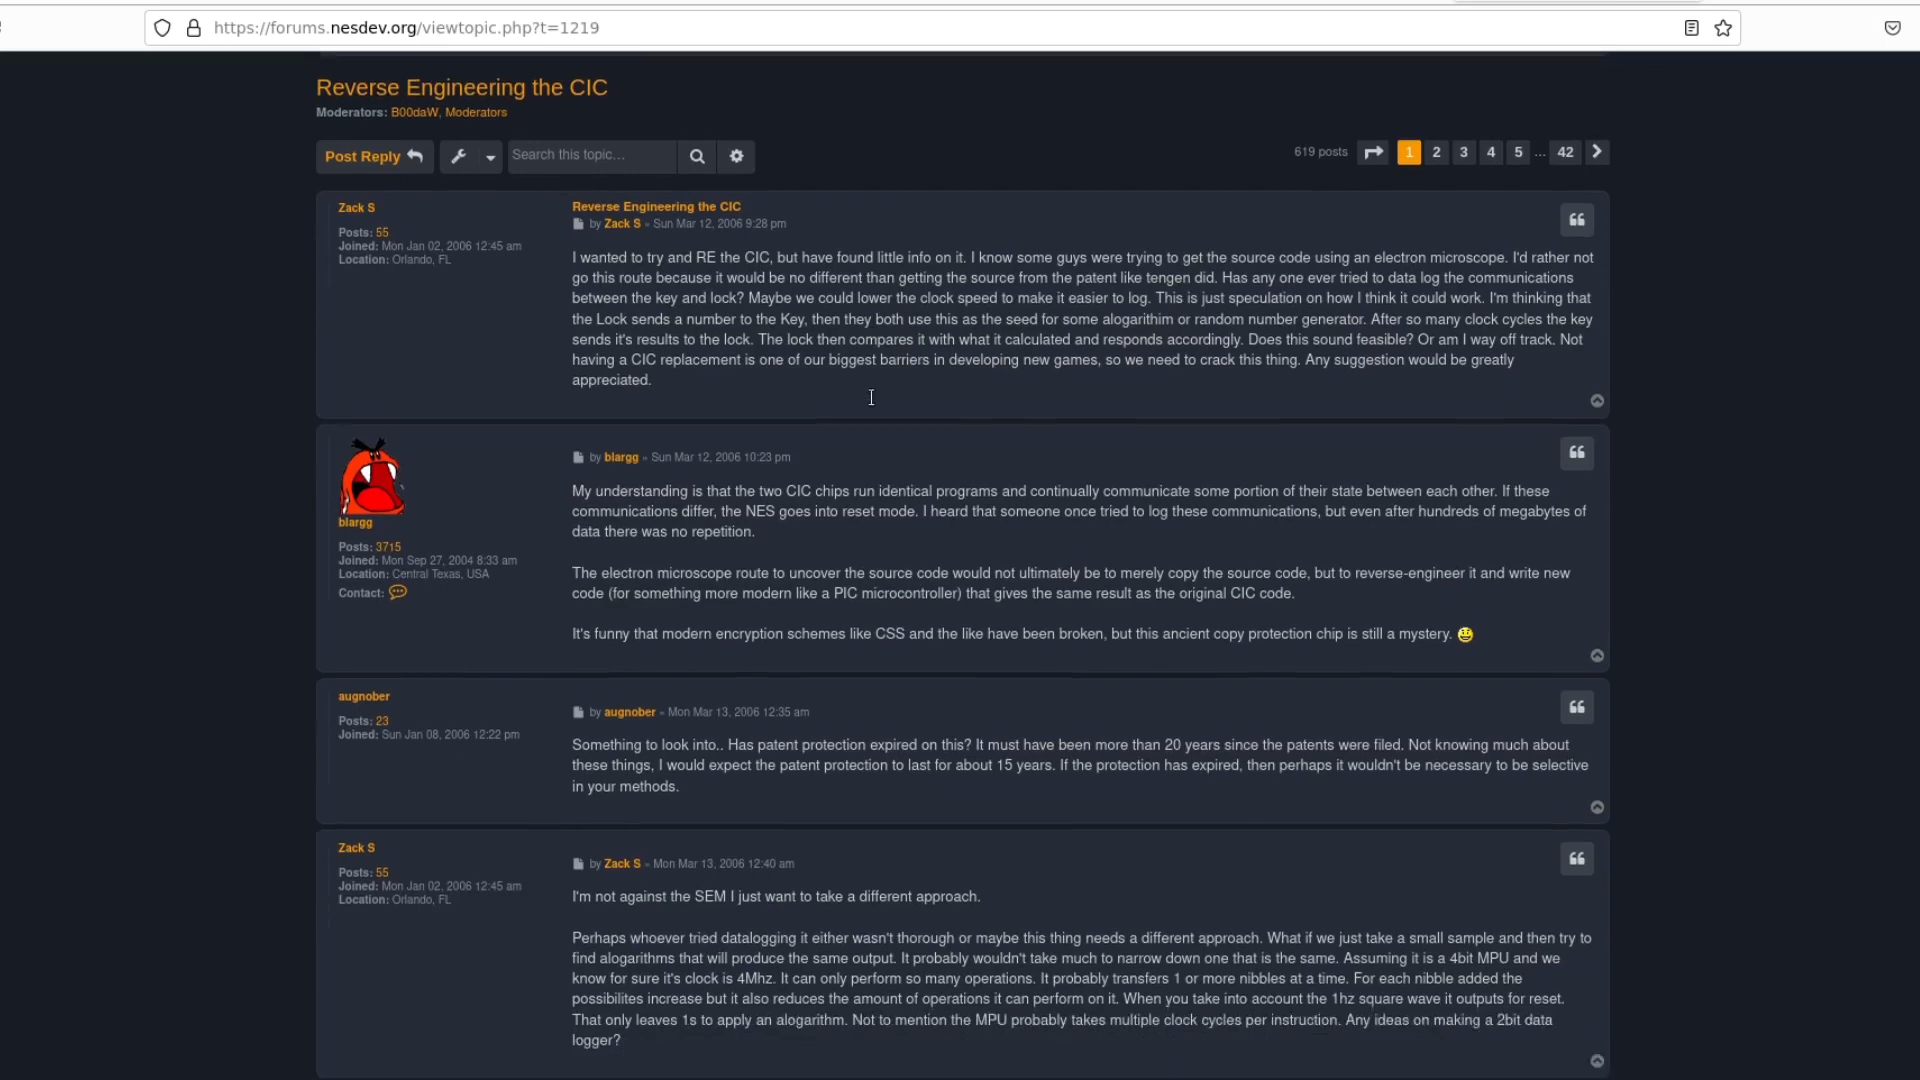 https://forums.nesdev.org/viewtopic.php?t=1219
Reverse Engineering the CIC
Moderators: B00daW, Moderators
Post Reply
Search this topic…
619 posts
1 2 3 4 5 ... 42
Zack S
Posts: 55
Joined: Mon Jan 02, 2006 12:45 am
Location: Orlando, FL
Reverse Engineering the CIC
by Zack S » Sun Mar 12, 2006 9:28 pm
I wanted to try and RE the CIC, but have found little info on it. I know some guys were trying to get the source code using an electron microscope. I'd rather not
go this route because it would be no different than getting the source from the patent like tengen did. Has any one ever tried to data log the communications
between the key and lock? Maybe we could lower the clock speed to make it easier to log. This is just speculation on how I think it could work. I'm thinking that
the Lock sends a number to the Key, then they both use this as the seed for some alogarithim or random number generator. After so many clock cycles the key
sends it's results to the lock. The lock then compares it with what it calculated and responds accordingly. Does this sound feasible? Or am I way off track. Not
having a CIC replacement is one of our biggest barriers in developing new games, so we need to crack this thing. Any suggestion would be greatly
appreciated.
blargg
Posts: 3715
Joined: Mon Sep 27, 2004 8:33 am
Location: Central Texas, USA
Contact:
by blargg » Sun Mar 12, 2006 10:23 pm
My understanding is that the two CIC chips run identical programs and continually communicate some portion of their state between each other. If these
communications differ, the NES goes into reset mode. I heard that someone once tried to log these communications, but even after hundreds of megabytes of
data there was no repetition.
The electron microscope route to uncover the source code would not ultimately be to merely copy the source code, but to reverse-engineer it and write new
code (for something more modern like a PIC microcontroller) that gives the same result as the original CIC code.
It's funny that modern encryption schemes like CSS and the like have been broken, but this ancient copy protection chip is still a mystery.
augnober
Posts: 23
Joined: Sun Jan 08, 2006 12:22 pm
by augnober » Mon Mar 13, 2006 12:35 am
Something to look into.. Has patent protection expired on this? It must have been more than 20 years since the patents were filed. Not knowing much about
these things, I would expect the patent protection to last for about 15 years. If the protection has expired, then perhaps it wouldn't be necessary to be selective
in your methods.
Zack S
Posts: 55
Joined: Mon Jan 02, 2006 12:45 am
Location: Orlando, FL
by Zack S » Mon Mar 13, 2006 12:40 am
I'm not against the SEM I just want to take a different approach.
Perhaps whoever tried datalogging it either wasn't thorough or maybe this thing needs a different approach. What if we just take a small sample and then try to
find alogarithms that will produce the same output. It probably wouldn't take much to narrow down one that is the same. Assuming it is a 4bit MPU and we
know for sure it's clock is 4Mhz. It can only perform so many operations. It probably transfers 1 or more nibbles at a time. For each nibble added the
possibilites increase but it also reduces the amount of operations it can perform on it. When you take into account the 1hz square wave it outputs for reset.
That only leaves 1s to apply an alogarithm. Not to mention the MPU probably takes multiple clock cycles per instruction. Any ideas on making a 2bit data
logger?